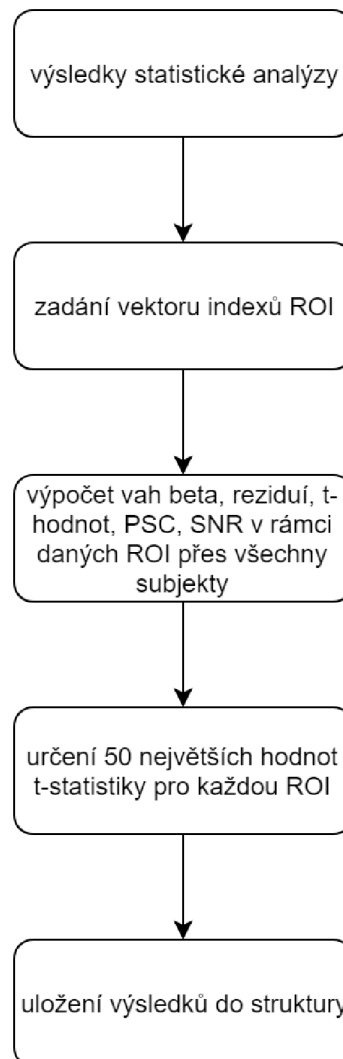 výsledky statistické analýzy
zadání vektoru indexů ROI
výpočet vah beta, reziduí, t-
hodnot, PSC, SNR v rámci
daných ROI přes všechny
subjekty
určení 50 největších hodnot
t-statistiky pro každou ROI
uložení výsledků do struktury